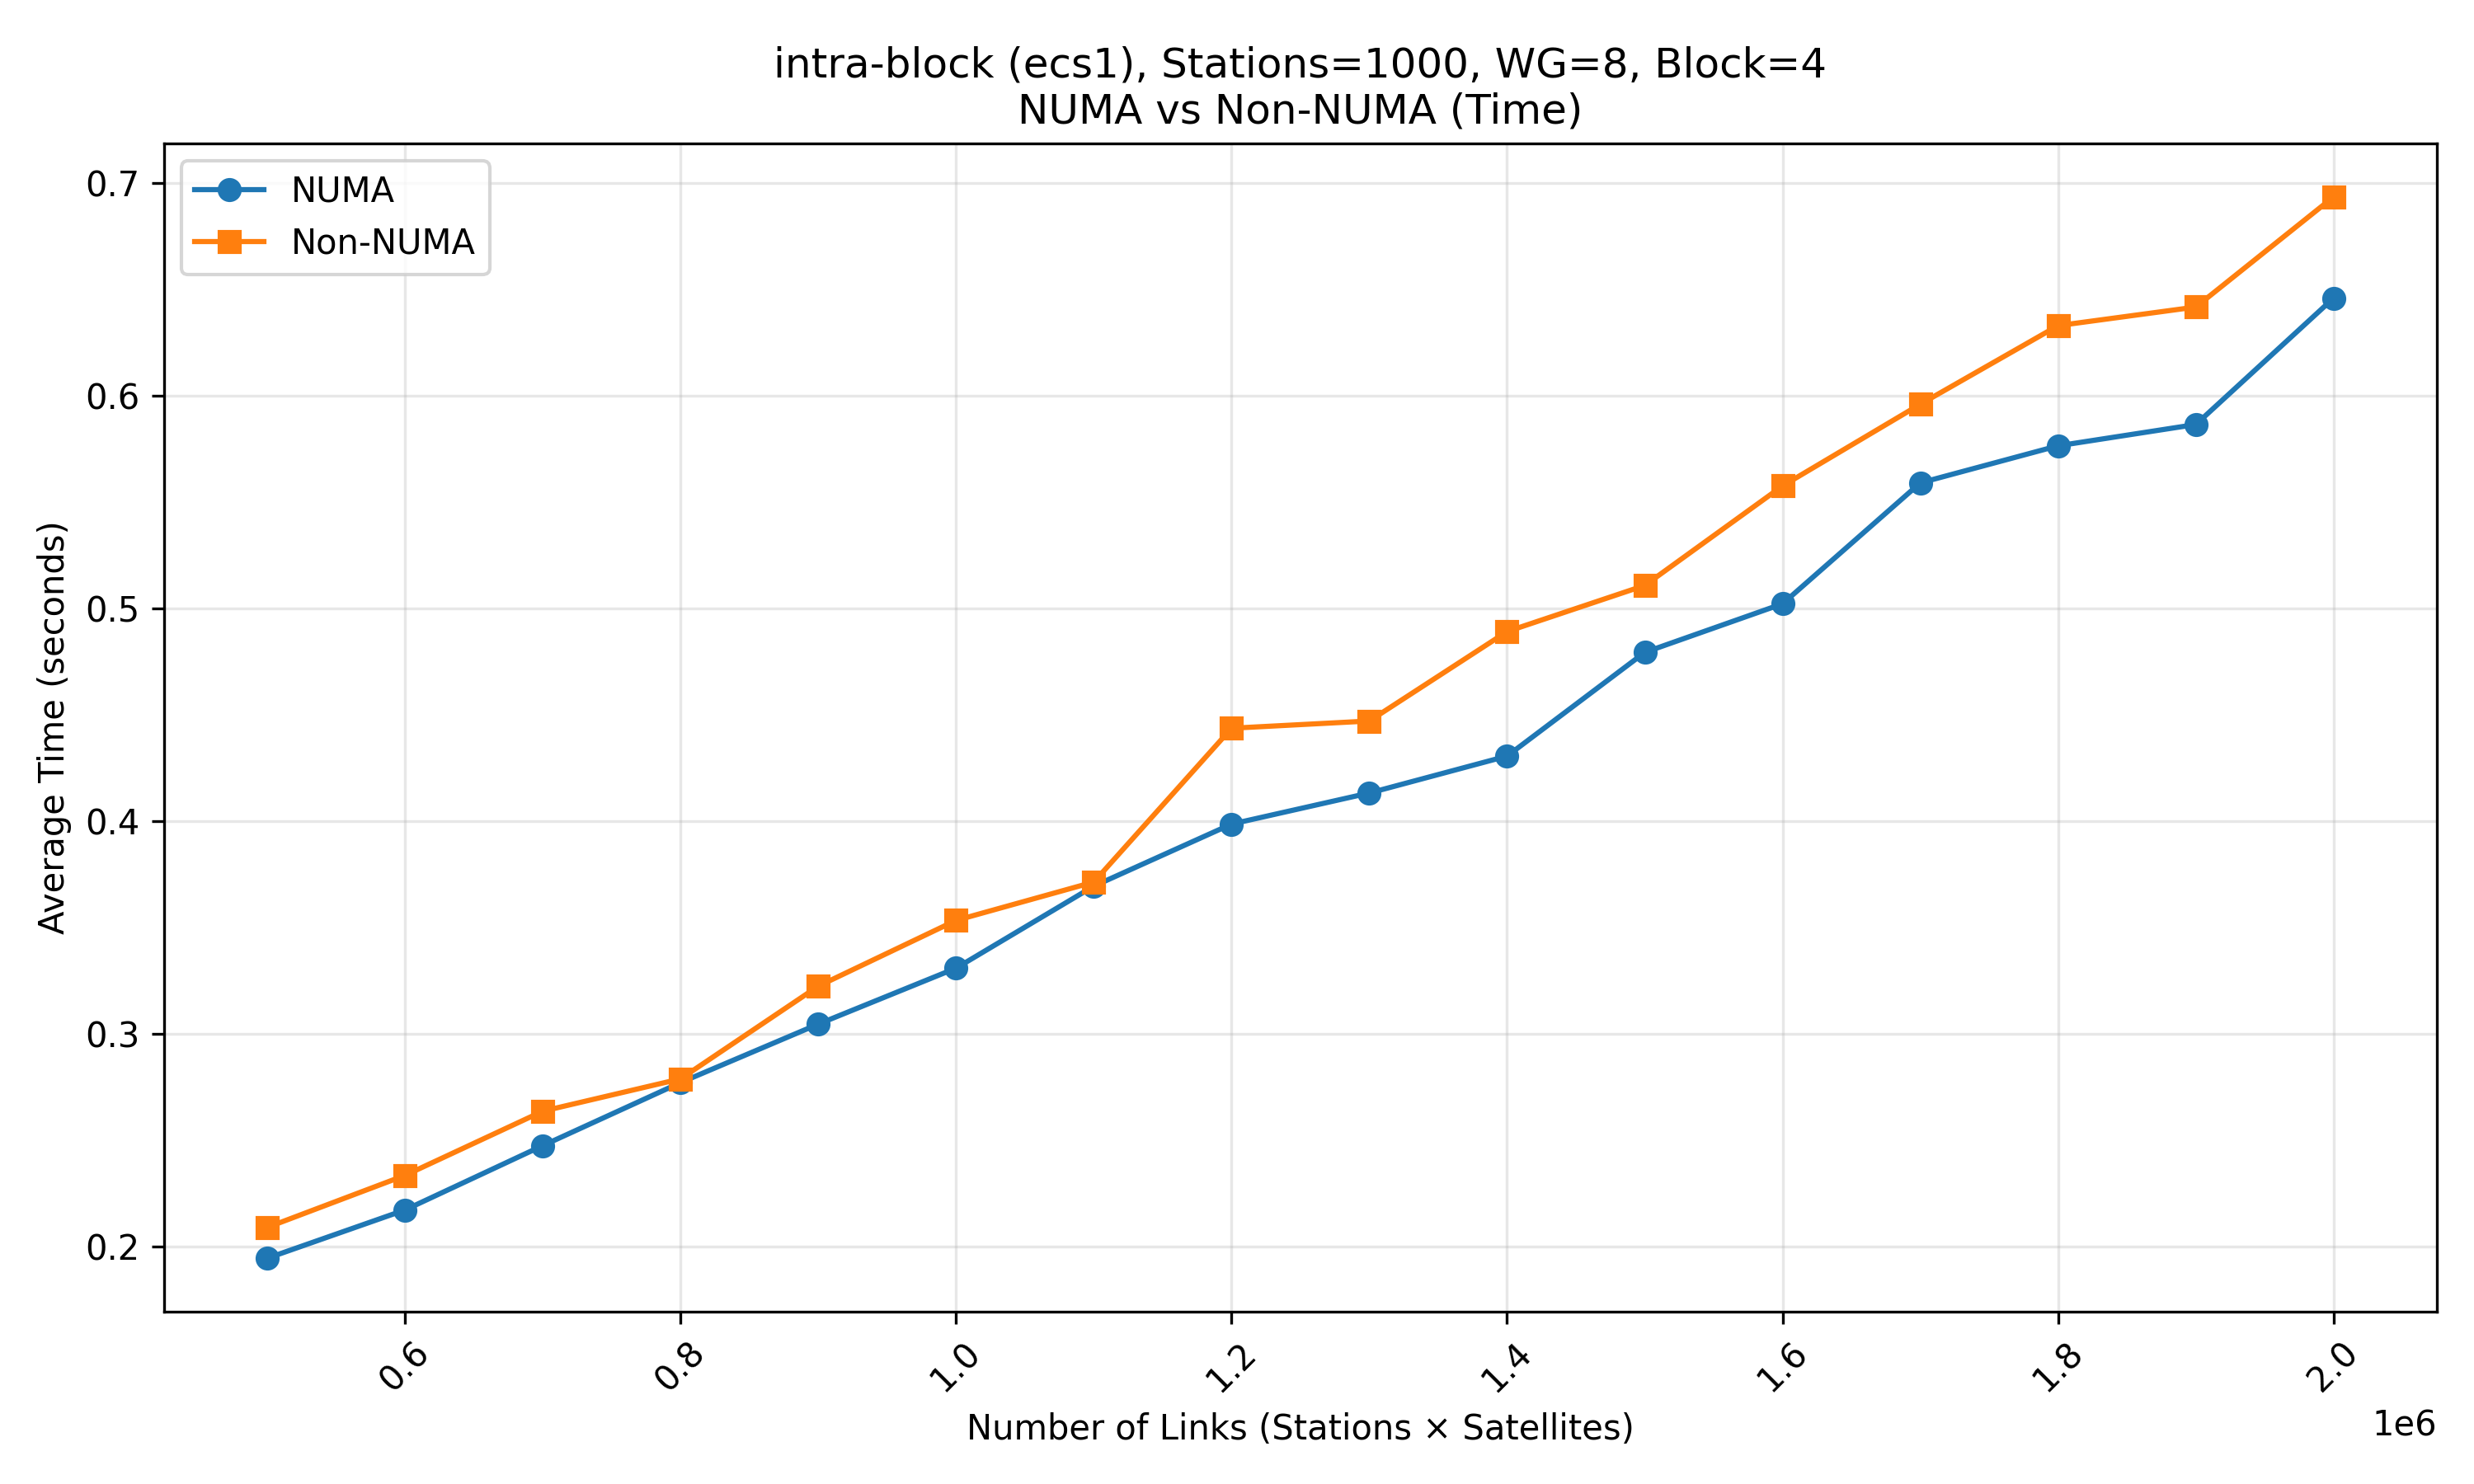 intra-block (ecs1), Stations=1000, WG=8, Block=4
NUMA vs Non-NUMA (Time)
NUMA
Non-NUMA
0.7
0.6
0.5
0.4
0.3
0.2
Average Time (seconds)
0.6
0.8
1.0
1.2
1.4
1.6
1.8
2.0
1e6
Number of Links (Stations × Satellites)